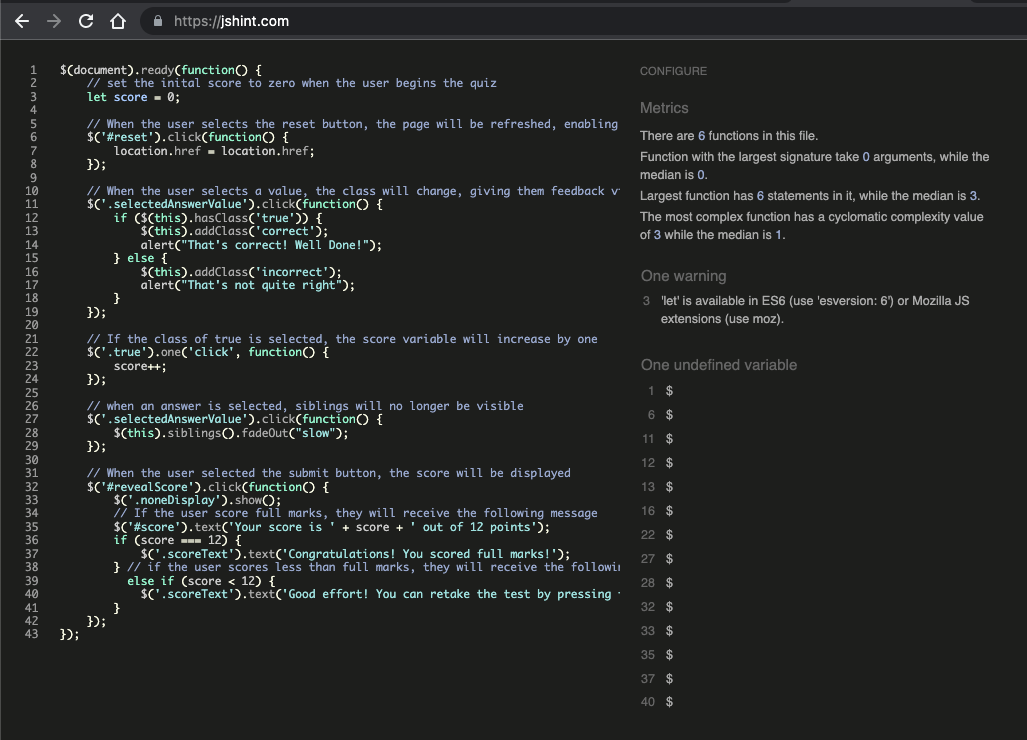 https://jshint.com
1 $(document).ready(function() {
2 // set the inital score to zero when the user begins the quiz
3 let score = 0;
4
5 // When the user selects the reset button, the page will be refreshed, enabling
6 $('#reset').click(function() {
7 location.href = location.href;
8 });
9
10 // When the user selects a value, the class will change, giving them feedback
11 $('.selectedAnswerValue').click(function() {
12 if ($(this).hasClass('true')) {
13 $(this).addClass('correct');
14 alert("That's correct! Well Done!");
15 } else {
16 $(this).addClass('incorrect');
17 alert("That's not quite right");
18 }
19 });
20
21 // If the class of true is selected, the score variable will increase by one
22 $('.true').one('click', function() {
23 score++;
24 });
25
26 // when an answer is selected, siblings will no longer be visible
27 $('.selectedAnswerValue').click(function() {
28 $(this).siblings().fadeOut("slow");
29 });
30
31 // When the user selected the submit button, the score will be displayed
32 $('#revealScore').click(function() {
33 $('.noneDisplay').show();
34 // If the user score full marks, they will receive the following message
35 $('#score').text('Your score is ' + score + ' out of 12 points');
36 if (score === 12) {
37 $('.scoreText').text('Congratulations! You scored full marks!');
38 } // if the user scores less than full marks, they will receive the followin
39 else if (score < 12) {
40 $('.scoreText').text('Good effort! You can retake the test by pressing
41 }
42 });
43 });
CONFIGURE
Metrics
There are 6 functions in this file.
Function with the largest signature take 0 arguments, while the
median is 0.
Largest function has 6 statements in it, while the median is 3.
The most complex function has a cyclomatic complexity value
of 3 while the median is 1.
One warning
3 'let' is available in ES6 (use 'esversion: 6') or Mozilla JS
extensions (use moz).
One undefined variable
1 $
6 $
11 $
12 $
13 $
16 $
22 $
27 $
28 $
32 $
33 $
35 $
37 $
40 $